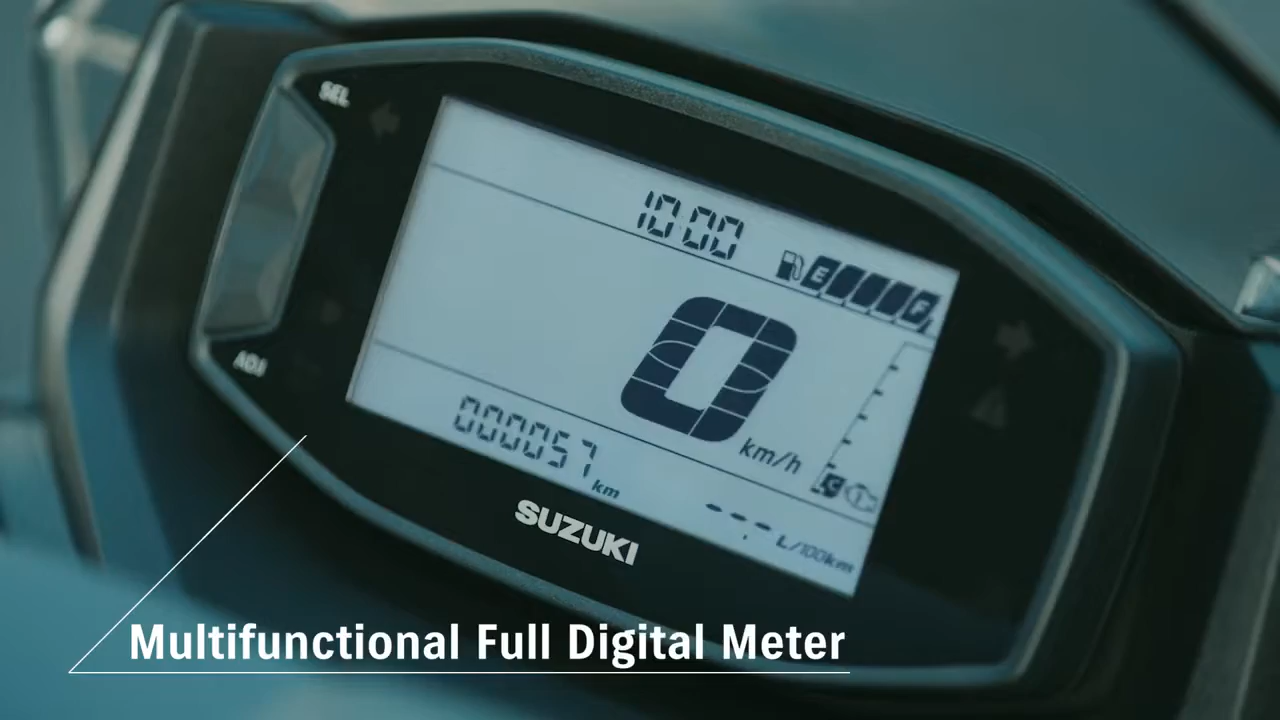 SEL
10:00
E F
0
km/h
ADJ
000057
km
C
---.- L/100km
SUZUKI
Multifunctional Full Digital Meter